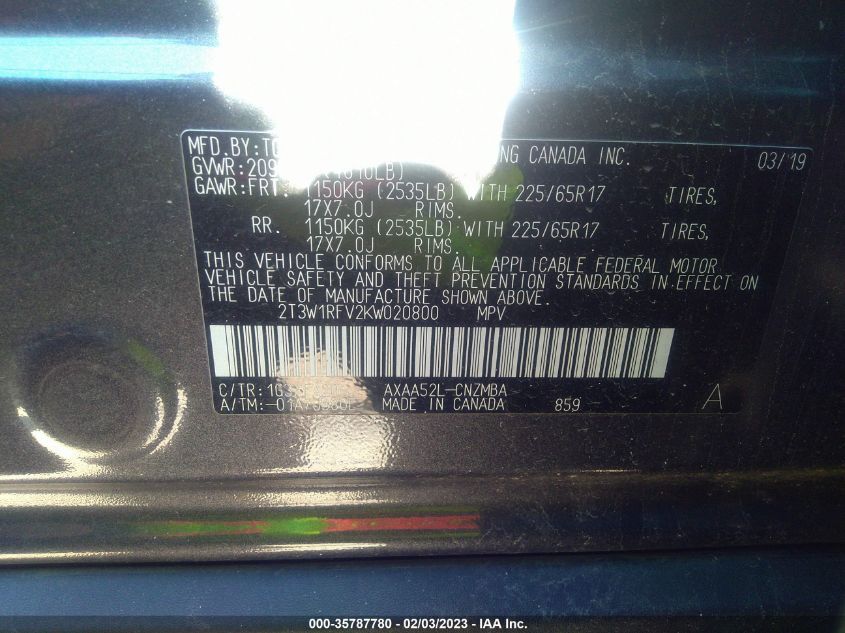 MFD.BY:TO ING CANADA INC. 03/19
GVWR:209 LB)
GAWR:FRT. 1150KG (2535LB) WITH 225/65R17 TIRES,
17X7.0J RIMS.
RR. 1150KG (2535LB) WITH 225/65R17 TIRES,
17X7.0J RIMS.
THIS VEHICLE CONFORMS TO ALL APPLICABLE FEDERAL MOTOR
VEHICLE SAFETY AND THEFT PREVENTION STANDARDS IN EFFECT ON
THE DATE OF MANUFACTURE SHOWN ABOVE.
2T3W1RFV2KW020800 MPV
C/TR: AXAA52L-CNZMBA
A/TM: MADE IN CANADA 859 A
000-35787780 - 02/03/2023 - IAA Inc.